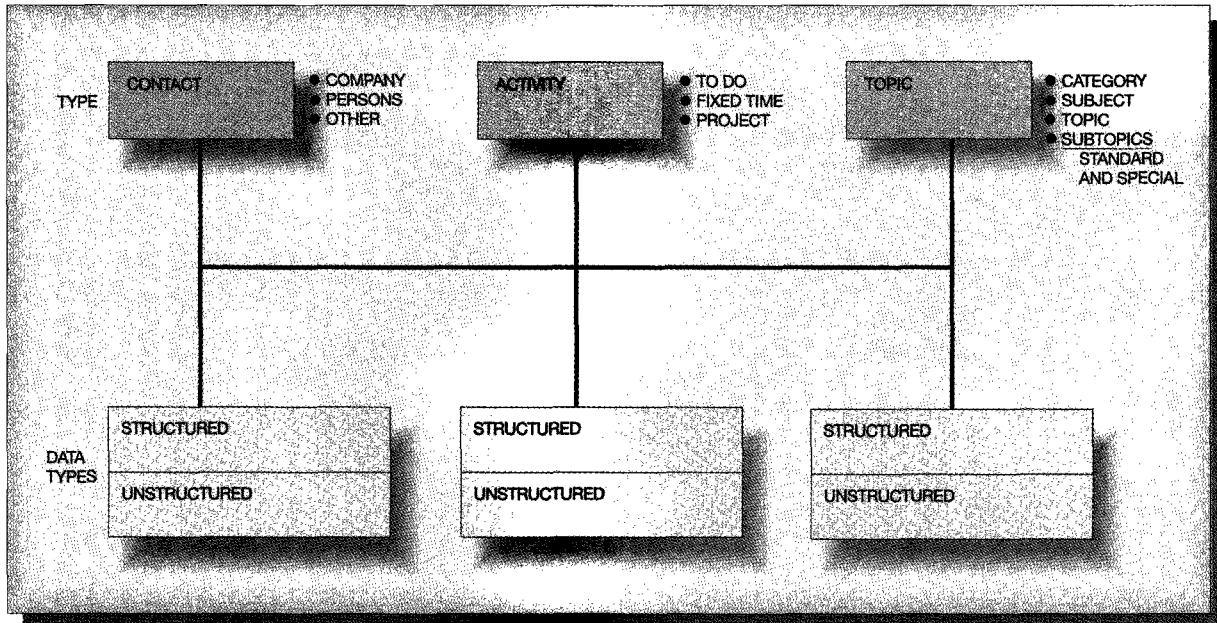 TYPE
CONTACT
● COMPANY
● PERSONS
● OTHER
ACTIVITY
● TO DO
● FIXED TIME
● PROJECT
TOPIC
● CATEGORY
● SUBJECT
● TOPIC
● SUBTOPICS
STANDARD
AND SPECIAL
DATA
TYPES
STRUCTURED
UNSTRUCTURED
STRUCTURED
UNSTRUCTURED
STRUCTURED
UNSTRUCTURED